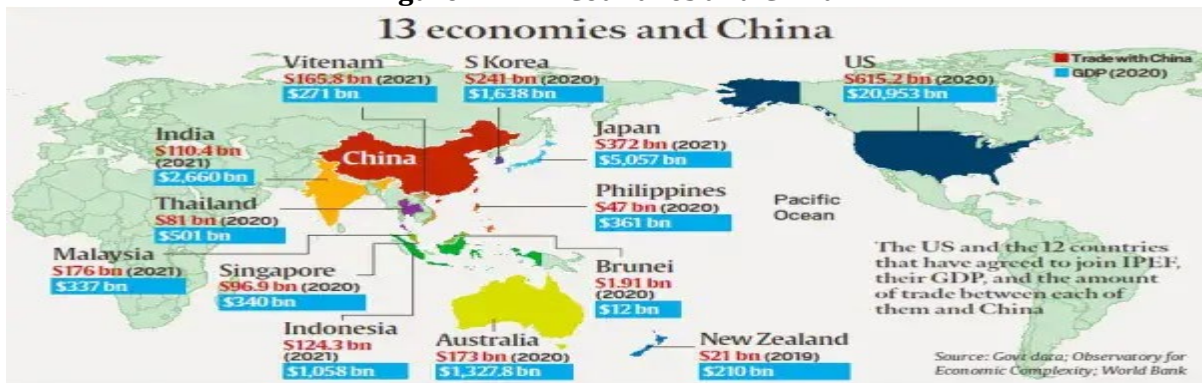 13 economies and China
Vitenam
$165.8 bn (2021)
$271 bn
S Korea
$241 bn (2020)
$1,638 bn
US
$615.2 bn (2020)
$20,953 bn
Trade with China
GDP (2020)
India
$110.4 bn
(2021)
$2,660 bn
China
Japan
$372 bn (2021)
$5,057 bn
Thailand
$81 bn (2020)
$501 bn
Philippines
$47 bn (2020)
$361 bn
Pacific
Ocean
Malaysia
$176 bn (2021)
$337 bn
Singapore
$96.9 bn (2020)
$340 bn
Brunei
$1.91 bn
(2020)
$12 bn
The US and the 12 countries
that have agreed to join IPEF,
their GDP, and the amount
of trade between each of
them and China
Indonesia
$124.3 bn
(2021)
$1,058 bn
Australia
$173 bn (2020)
$1,327.8 bn
New Zealand
$21 bn (2019)
$210 bn
Source: Govt data; Observatory for
Economic Complexity; World Bank